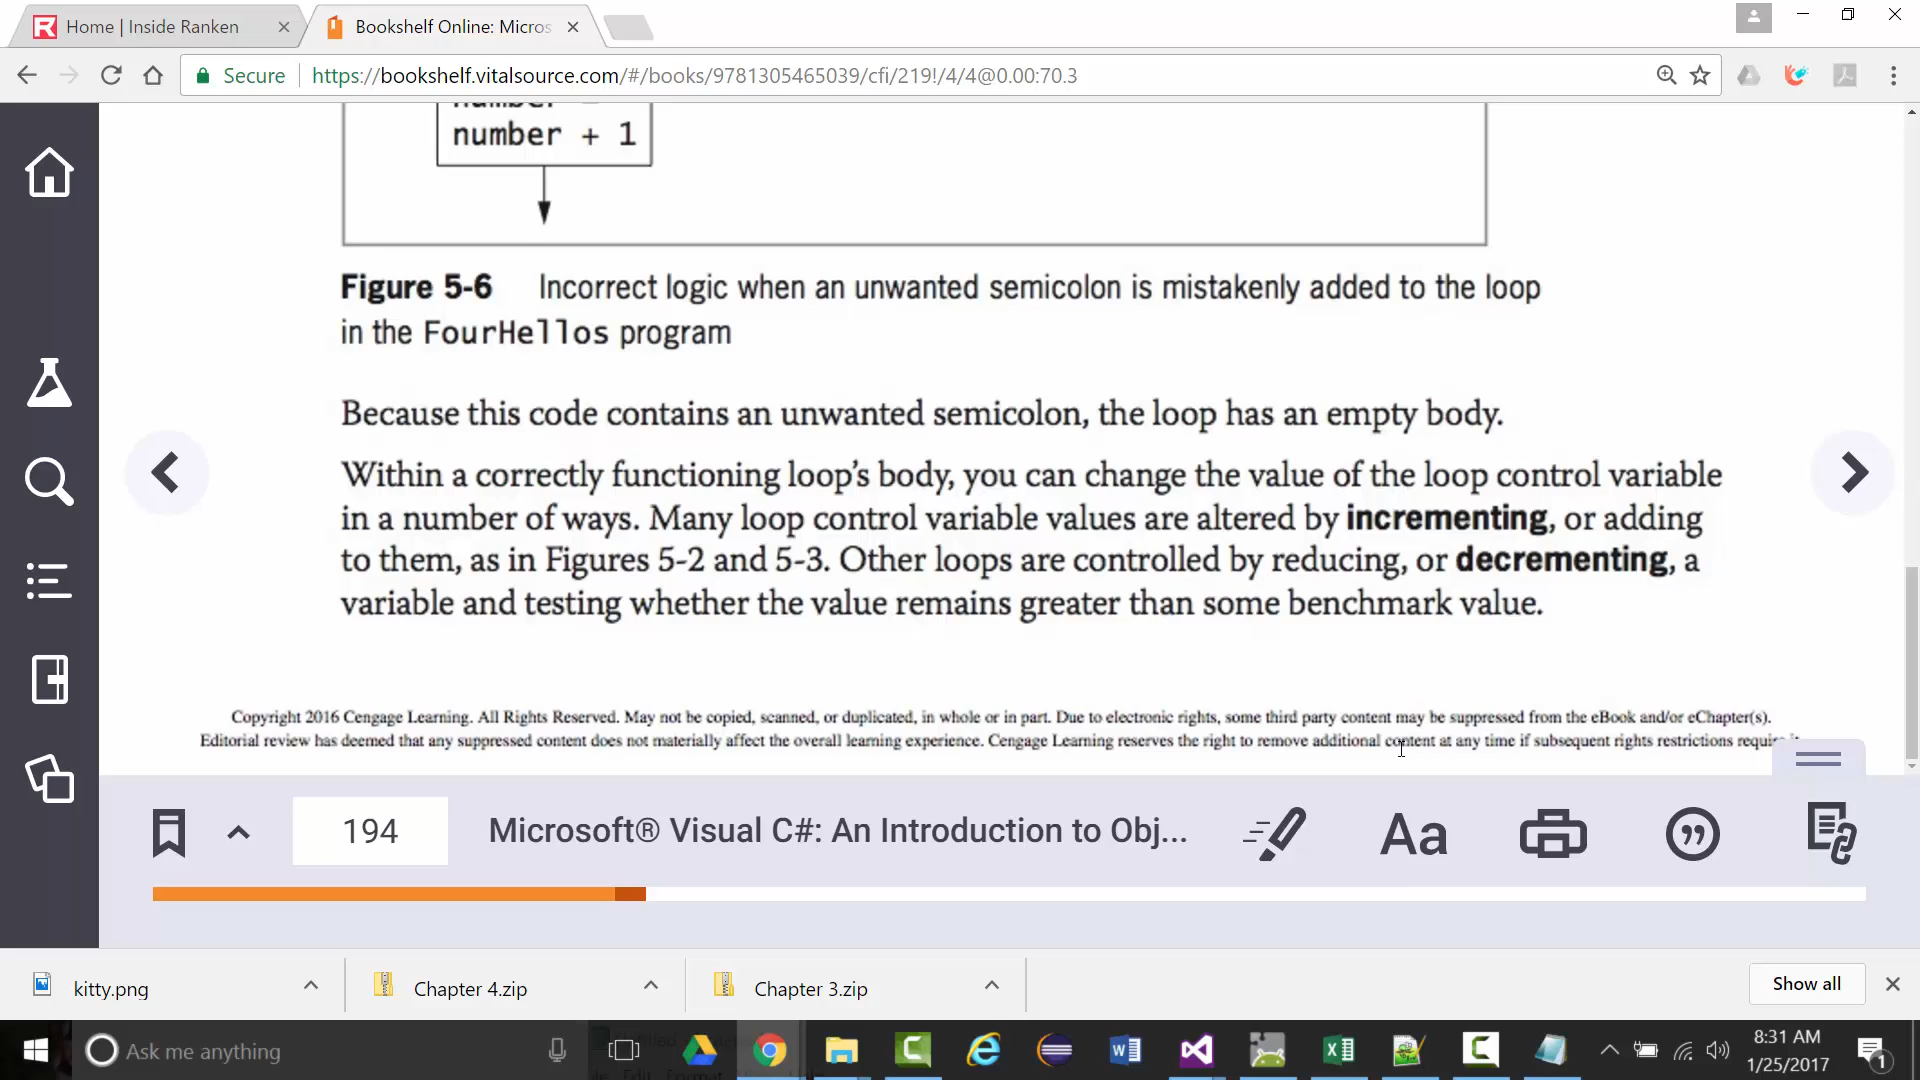 Home | Inside Ranken
Bookshelf Online: Micros
Secure
https://bookshelf.vitalsource.com/#/books/9781305465039/cfi/219!/4/4@0.00:70.3
number =
number + 1
Figure 5-6 Incorrect logic when an unwanted semicolon is mistakenly added to the loop
in the FourHellos program
Because this code contains an unwanted semicolon, the loop has an empty body.
Within a correctly functioning loop's body, you can change the value of the loop control variable
in a number of ways. Many loop control variable values are altered by incrementing, or adding
to them, as in Figures 5-2 and 5-3. Other loops are controlled by reducing, or decrementing, a
variable and testing whether the value remains greater than some benchmark value.
Copyright 2016 Cengage Learning. All Rights Reserved. May not be copied, scanned, or duplicated, in whole or in part. Due to electronic rights, some third party content may be suppressed from the eBook and/or eChapter(s).
Editorial review has deemed that any suppressed content does not materially affect the overall learning experience. Cengage Learning reserves the right to remove additional content at any time if subsequent rights restrictions require it.
194
Microsoft® Visual C#: An Introduction to Obj...
Aa
kitty.png
Chapter 4.zip
Chapter 3.zip
Show all
Ask me anything
8:31 AM
1/25/2017
1